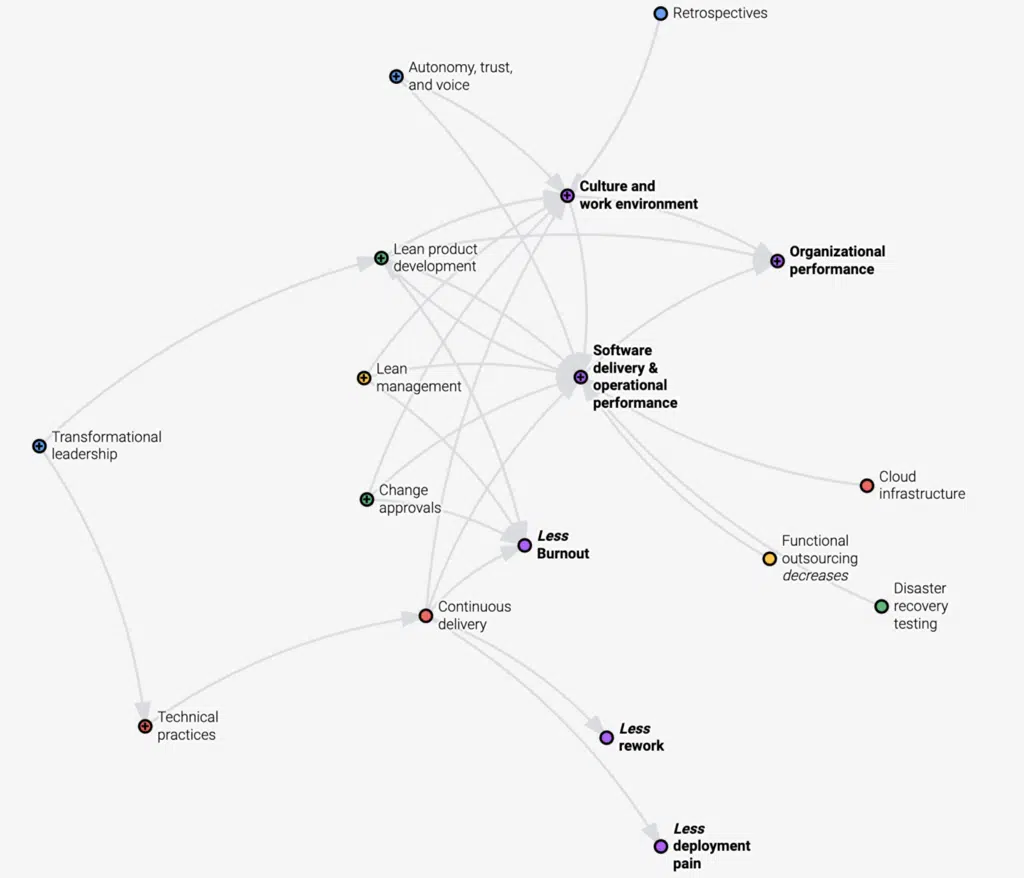 Retrospectives
Autonomy, trust,
and voice
Culture and
work environment
Lean product
development
Organizational
performance
Software
delivery &
operational
performance
Lean
management
Transformational
leadership
Cloud
infrastructure
Change
approvals
Less
Burnout
Functional
outsourcing
decreases
Disaster
recovery
testing
Continuous
delivery
Technical
practices
Less
rework
Less
deployment
pain